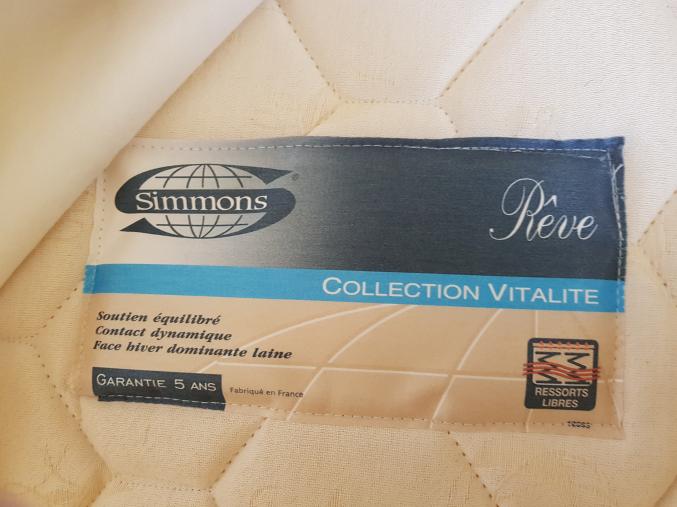 Simmons®
Rêve
COLLECTION VITALITE
Soutien équilibré
Contact dynamique
Face hiver dominante laine
GARANTIE 5 ANS
Fabriqué en France
RESSORTS
LIBRES